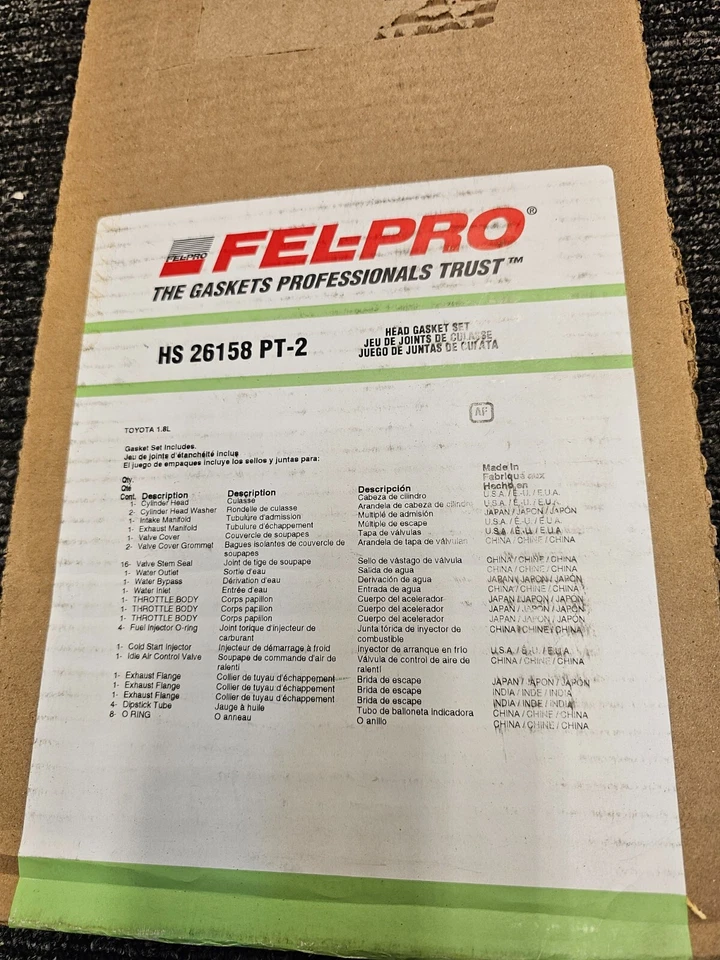 FEL-PRO FEL-PRO®
THE GASKETS PROFESSIONALS TRUST™
HS 26158 PT-2
HEAD GASKET SET
JEU DE JOINTS DE CULASSE
JUEGO DE JUNTAS DE CULATA
AF
TOYOTA 1.8L
Gasket Set Includes.
Jeu de joints d'étanchéité inclus
El juego de empaques incluye los sellos y juntas para:
Qty.
Qté
Cont. Description Description Descripción Made In
Fabriqué aux
Hecho en
1- Cylinder Head Culasse Cabeza de cilindro U.S.A./É.-U./E.U.A.
2- Cylinder Head Washer Rondelle de culasse Arandela de cabeza de cilindro U.S.A./É.-U./E.U.A.
1- Intake Manifold Tubulure d'admission Múltiple de admisión JAPAN/JAPON/JAPÓN
1- Exhaust Manifold Tubulure d'échappement Múltiple de escape U.S.A./É.-U./E.U.A.
1- Valve Cover Couvercle de soupapes Tapa de válvulas U.S.A./É.-U./E.U.A.
2- Valve Cover Grommet Bagues isolantes de couvercle de soupapes Arandela de tapa de válvulas CHINA/CHINE/CHINA
16- Valve Stem Seal Joint de tige de soupape Sello de vástago de válvula CHINA/CHINE/CHINA
1- Water Outlet Sortie d'eau Salida de agua CHINA/CHINE/CHINA
1- Water Bypass Dérivation d'eau Derivación de agua JAPAN/JAPON/JAPÓN
1- Water Inlet Entrée d'eau Entrada de agua CHINA/CHINE/CHINA
1- THROTTLE BODY Corps papillon Cuerpo del acelerador JAPAN/JAPON/JAPÓN
1- THROTTLE BODY Corps papillon Cuerpo del acelerador JAPAN/JAPON/JAPÓN
1- THROTTLE BODY Corps papillon Cuerpo del acelerador JAPAN/JAPON/JAPÓN
4- Fuel Injector O-ring Joint torique d'injecteur de carburant Junta tórica de inyector de combustible CHINA/CHINE/CHINA
1- Cold Start Injector Injecteur de démarrage à froid Inyector de arranque en frío U.S.A./É.-U./E.U.A.
1- Idle Air Control Valve Soupape de commande d'air de ralenti Válvula de control de aire de ralentí CHINA/CHINE/CHINA
1- Exhaust Flange Collier de tuyau d'échappement Brida de escape JAPAN/JAPON/JAPÓN
1- Exhaust Flange Collier de tuyau d'échappement Brida de escape INDIA/INDE/INDIA
1- Exhaust Flange Collier de tuyau d'échappement Brida de escape INDIA/INDE/INDIA
4- Dipstick Tube Jauge à huile Tubo de balloneta Indicadora CHINA/CHINE/CHINA
8- O RING O anneau O anillo CHINA/CHINE/CHINA